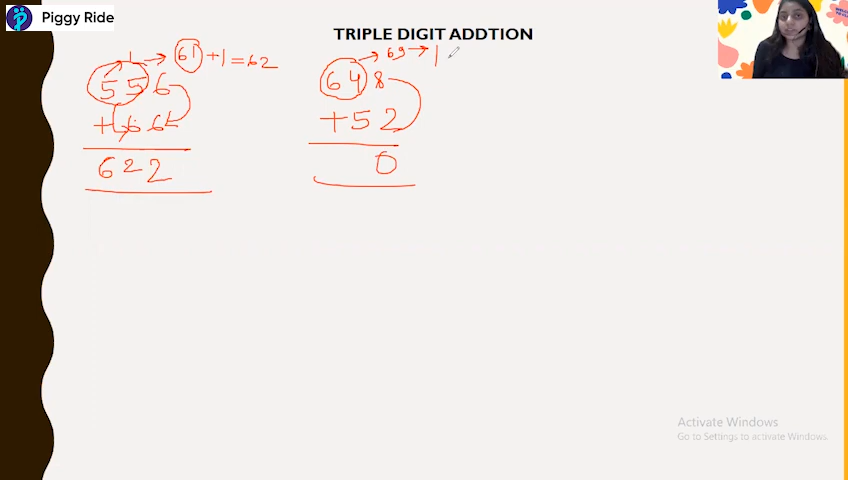 Piggy Ride
TRIPLE DIGIT ADDTION
1 → 61 + 1 = 62
556
+ 66
622
→ 69 → 1
648
+ 52
0
Activate Windows
Go to Settings to activate Windows.